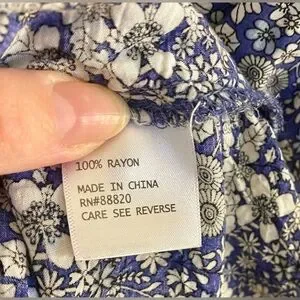 100% RAYON
MADE IN CHINA
RN#88820
CARE SEE REVERSE